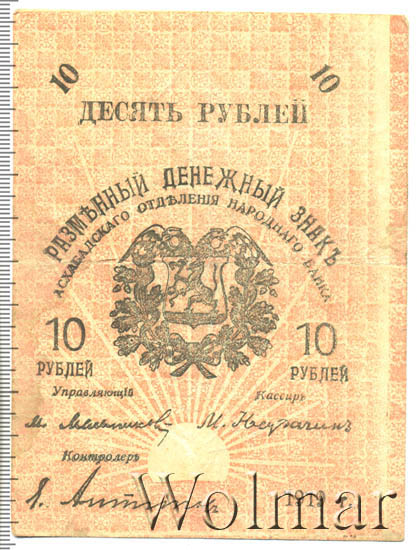 10 10
ДЕСЯТЬ РУБЛЕЙ
РАЗМѢННЫЙ ДЕНЕЖНЫЙ ЗНАКЪ
АСХАБАДСКАГО ОТДѢЛЕНІЯ НАРОДНАГО БАНКА
10 10
РУБЛЕЙ РУБЛЕЙ
Управляющій Кассиръ
М. М.
Контролеръ
1919
Wolmar